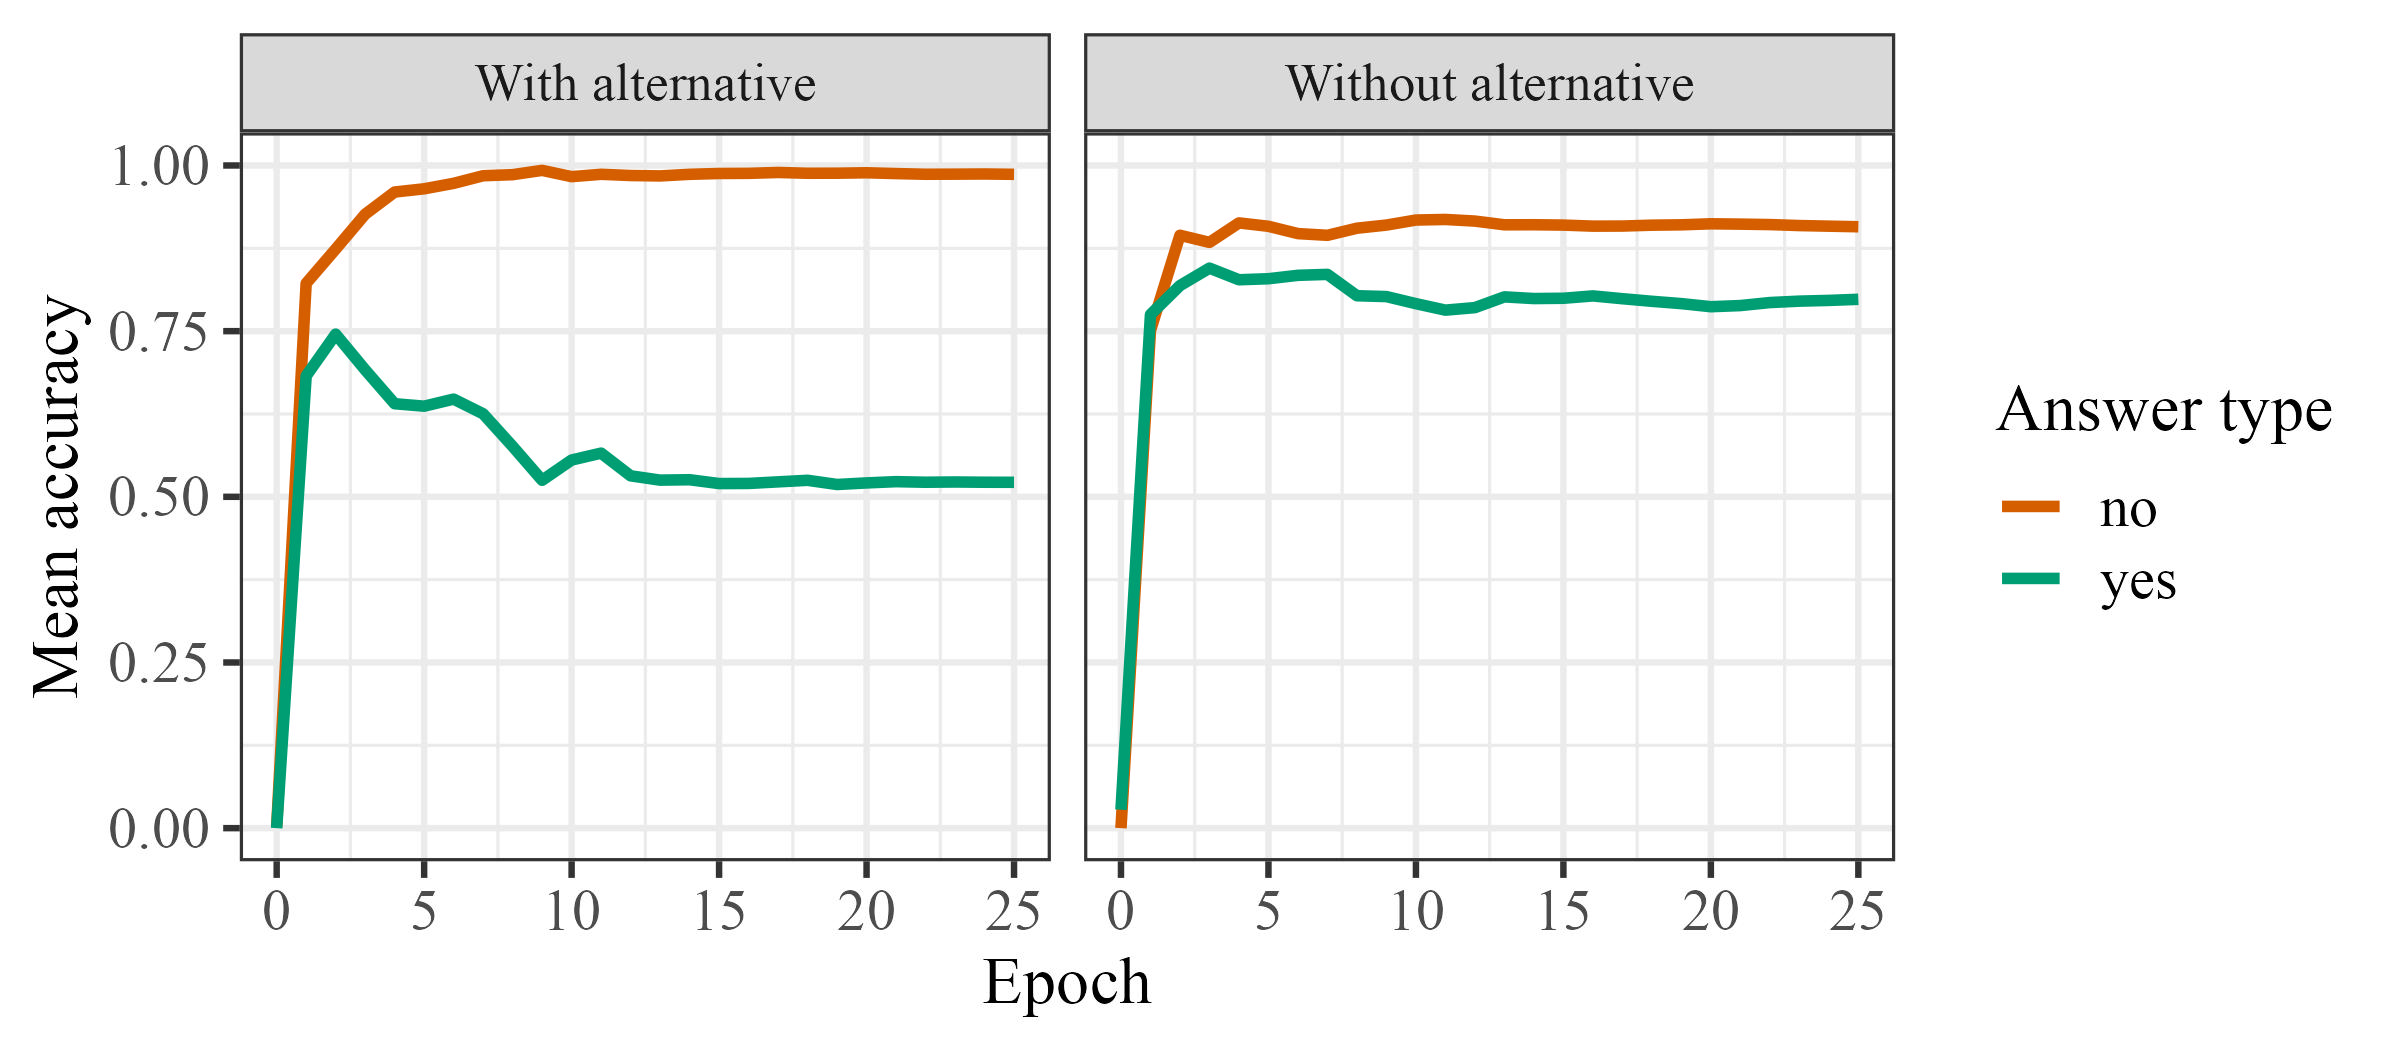 With alternative
Without alternative
Mean accuracy
1.00
0.75
0.50
0.25
0.00
0 5 10 15 20 25
0 5 10 15 20 25
Epoch
Answer type
no
yes